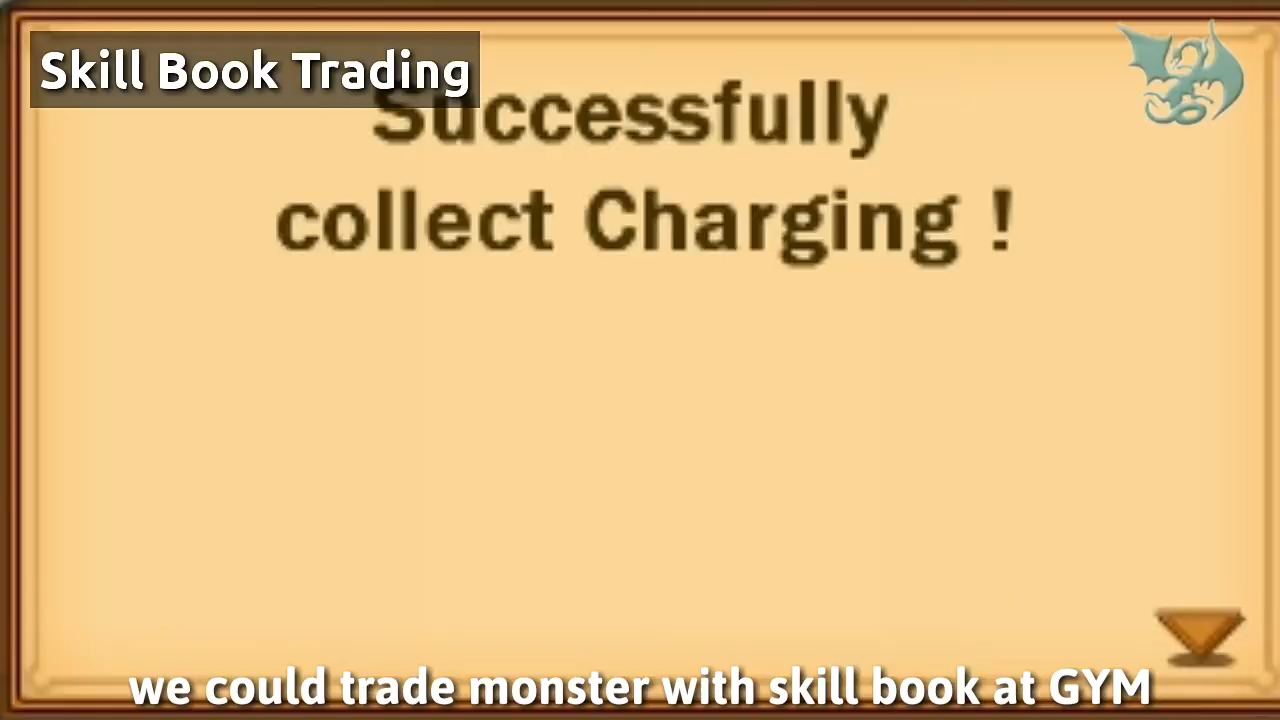 Skill Book Trading
Successfully
collect Charging !
we could trade monster with skill book at GYM